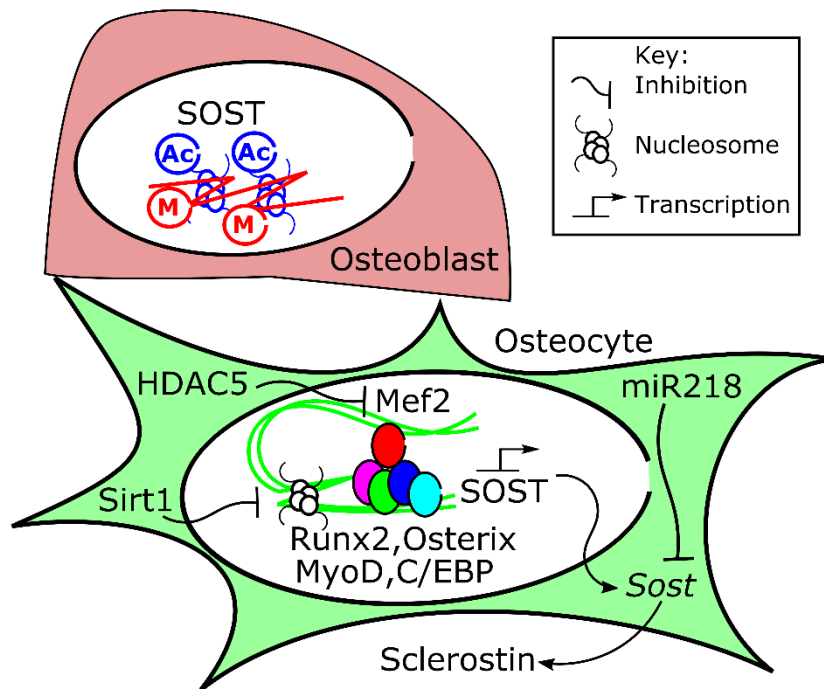 SOST
Ac Ac
M
M
Osteoblast
Key:
Inhibition
Nucleosome
Transcription
Osteocyte
HDAC5
Mef2
miR218
SOST
Sirt1
Runx2,Osterix
MyoD,C/EBP
Sost
Sclerostin